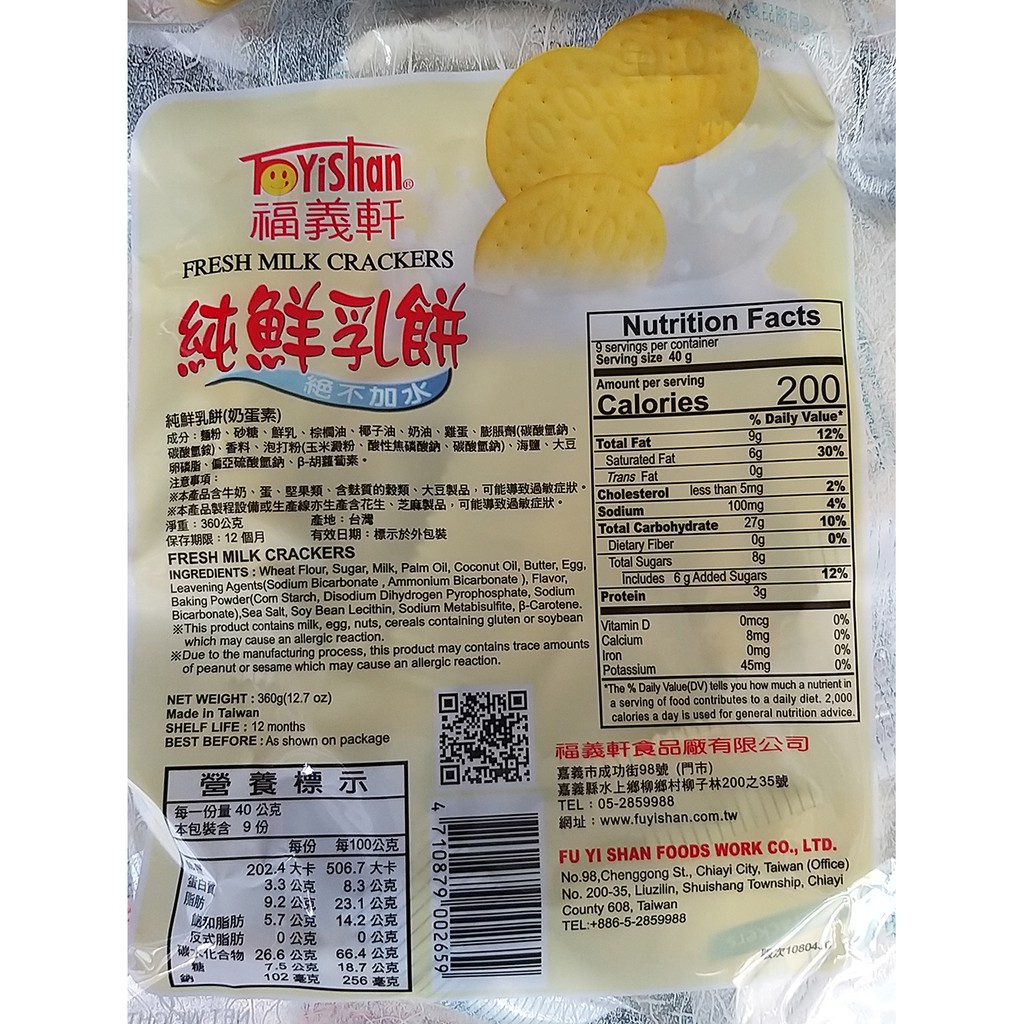 FuYiShan®
福義軒
FRESH MILK CRACKERS
純鮮乳餅
絕不加水
純鮮乳餅(奶蛋素)
成分：麵粉、砂糖、鮮乳、棕櫚油、椰子油、奶油、雞蛋、膨脹劑(碳酸氫鈉、
碳酸氫銨)、香料、泡打粉(玉米澱粉、酸性焦磷酸鈉、碳酸氫鈉)、海鹽、大豆
卵磷脂、偏亞硫酸氫鈉、β-胡蘿蔔素。
注意事項：
※本產品含牛奶、蛋、堅果類、含麩質的穀類、大豆製品，可能導致過敏症狀。
※本產品製程設備或生產線亦生產含花生、芝麻製品，可能導致過敏症狀。
淨重：360公克 產地：台灣
保存期限：12 個月 有效日期：標示於外包裝
FRESH MILK CRACKERS
INGREDIENTS : Wheat Flour, Sugar, Milk, Palm Oil, Coconut Oil, Butter, Egg,
Leavening Agents(Sodium Bicarbonate , Ammonium Bicarbonate ), Flavor,
Baking Powder(Corn Starch, Disodium Dihydrogen Pyrophosphate, Sodium
Bicarbonate),Sea Salt, Soy Bean Lecithin, Sodium Metabisulfite, β-Carotene.
※This product contains milk, egg, nuts, cereals containing gluten or soybean
which may cause an allergic reaction.
※Due to the manufacturing process, this product may contains trace amounts
of peanut or sesame which may cause an allergic reaction.
NET WEIGHT : 360g(12.7 oz)
Made in Taiwan
SHELF LIFE : 12 months
BEST BEFORE : As shown on package
營養標示
每一份量 40 公克
本包裝含 9 份
每份 每100公克
202.4 大卡 506.7 大卡
蛋白質 3.3 公克 8.3 公克
脂肪 9.2 公克 23.1 公克
飽和脂肪 5.7 公克 14.2 公克
反式脂肪 0 公克 0 公克
碳水化合物 26.6 公克 66.4 公克
糖 7.5 公克 18.7 公克
鈉 102 毫克 256 毫克
4 710879 002659
Nutrition Facts
9 servings per container
Serving size 40 g
Amount per serving
Calories 200
% Daily Value*
Total Fat 9g 12%
Saturated Fat 6g 30%
Trans Fat 0g
Cholesterol less than 5mg 2%
Sodium 100mg 4%
Total Carbohydrate 27g 10%
Dietary Fiber 0g 0%
Total Sugars 8g
Includes 6 g Added Sugars 12%
Protein 3g
Vitamin D 0mcg 0%
Calcium 8mg 0%
Iron 0mg 0%
Potassium 45mg 0%
*The % Daily Value(DV) tells you how much a nutrient in
a serving of food contributes to a daily diet. 2,000
calories a day is used for general nutrition advice.
福義軒食品廠有限公司
嘉義市成功街98號 (門市)
嘉義縣水上鄉柳鄉村柳子林200之35號
TEL：05-2859988
網址：www.fuyishan.com.tw
FU YI SHAN FOODS WORK CO., LTD.
No.98,Chenggong St., Chiayi City, Taiwan (Office)
No. 200-35, Liuzilin, Shuishang Township, Chiayi
County 608, Taiwan
TEL:+886-5-2859988